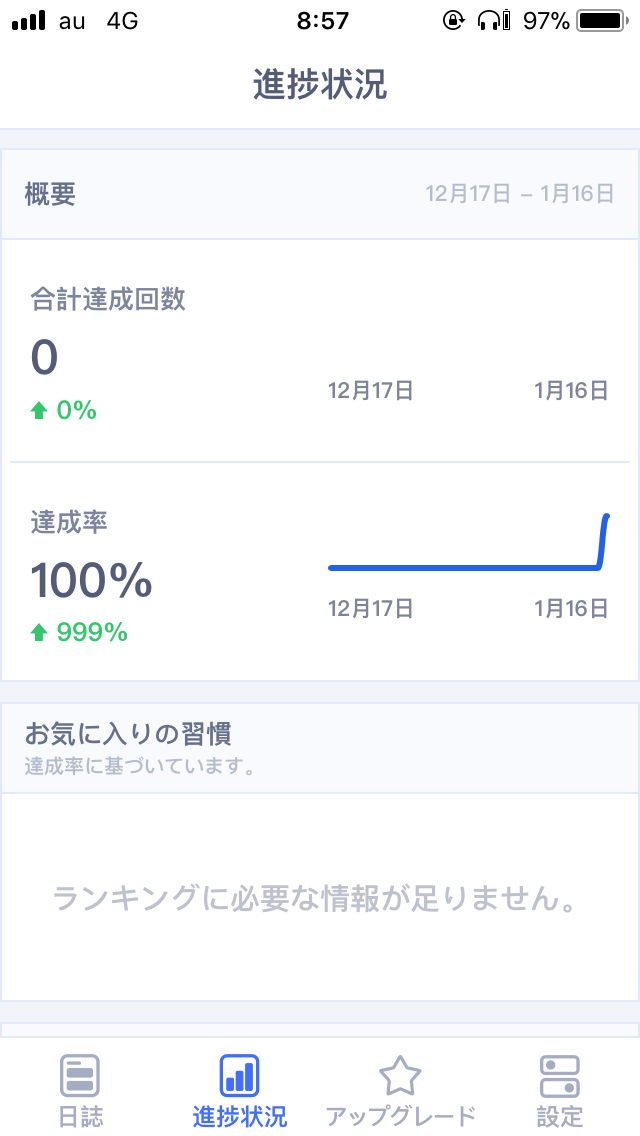 au 4G 8:57 97%
進捗状況
概要 12月17日 – 1月16日
合計達成回数
0
0%
12月17日 1月16日
達成率
100%
999%
12月17日 1月16日
お気に入りの習慣
達成率に基づいています。
ランキングに必要な情報が足りません。
日誌 進捗状況 アップグレード 設定